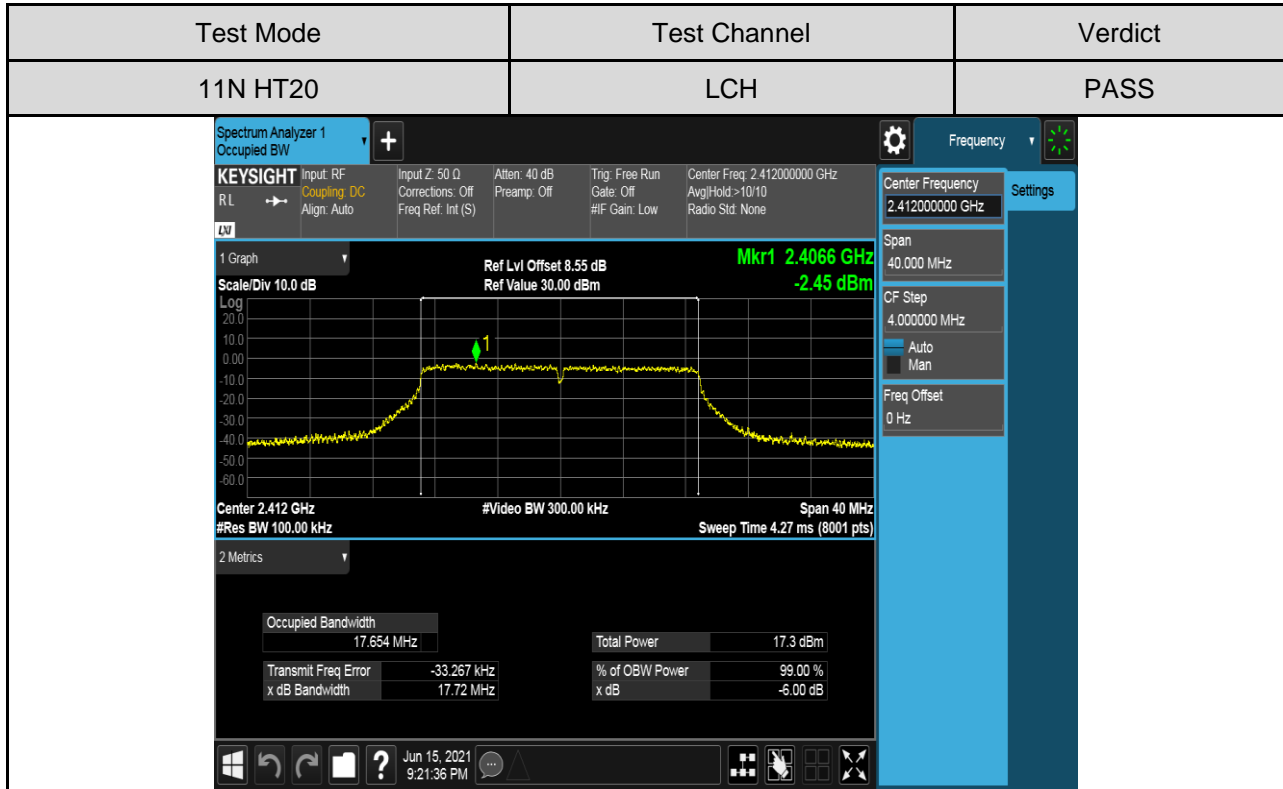 Test Mode Test Channel Verdict
11N HT20 LCH PASS
Spectrum Analyzer 1
Occupied BW
+
Frequency
KEYSIGHT
RL
LXI
Input: RF
Coupling: DC
Align: Auto
Input Z: 50 Ω
Corrections: Off
Freq Ref: Int (S)
Atten: 40 dB
Preamp: Off
Trig: Free Run
Gate: Off
#IF Gain: Low
Center Freq: 2.412000000 GHz
Avg|Hold:>10/10
Radio Std: None
Center Frequency
2.412000000 GHz
Settings
Span
40.000 MHz
CF Step
4.000000 MHz
Auto
Man
Freq Offset
0 Hz
1 Graph
Scale/Div 10.0 dB
Ref Lvl Offset 8.55 dB
Ref Value 30.00 dBm
Mkr1 2.4066 GHz
-2.45 dBm
Log
20.0
10.0
0.00
-10.0
-20.0
-30.0
-40.0
-50.0
-60.0
1
Center 2.412 GHz #Video BW 300.00 kHz Span 40 MHz
#Res BW 100.00 kHz Sweep Time 4.27 ms (8001 pts)
2 Metrics
Occupied Bandwidth
17.654 MHz
Total Power 17.3 dBm
Transmit Freq Error -33.267 kHz % of OBW Power 99.00 %
x dB Bandwidth 17.72 MHz x dB -6.00 dB
?
Jun 15, 2021
9:21:36 PM